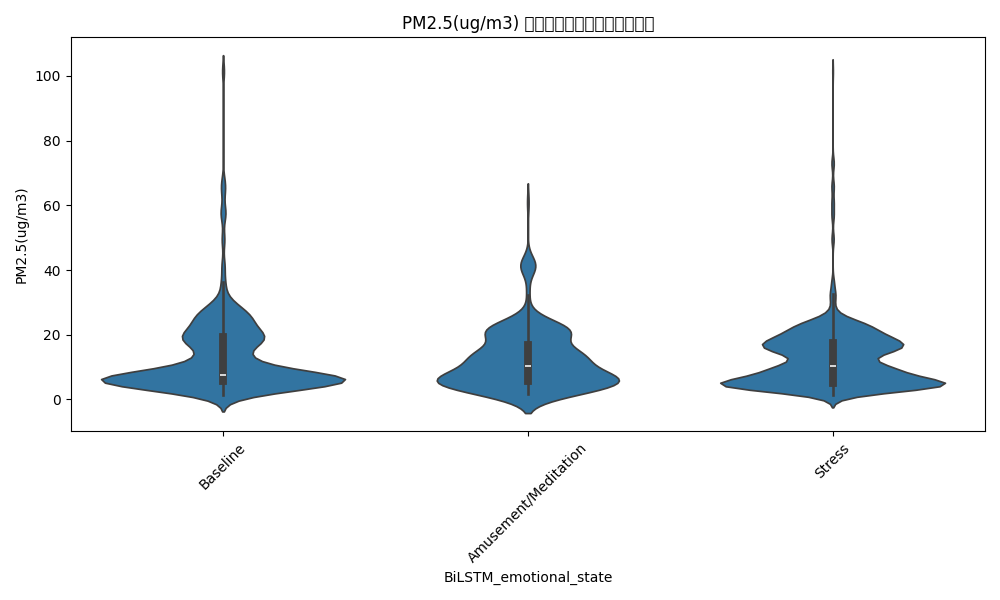 PM2.5(ug/m3)
100
80
60
40
20
0
PM2.5(ug/m3)
Baseline
Amusement/Meditation
Stress
BiLSTM_emotional_state